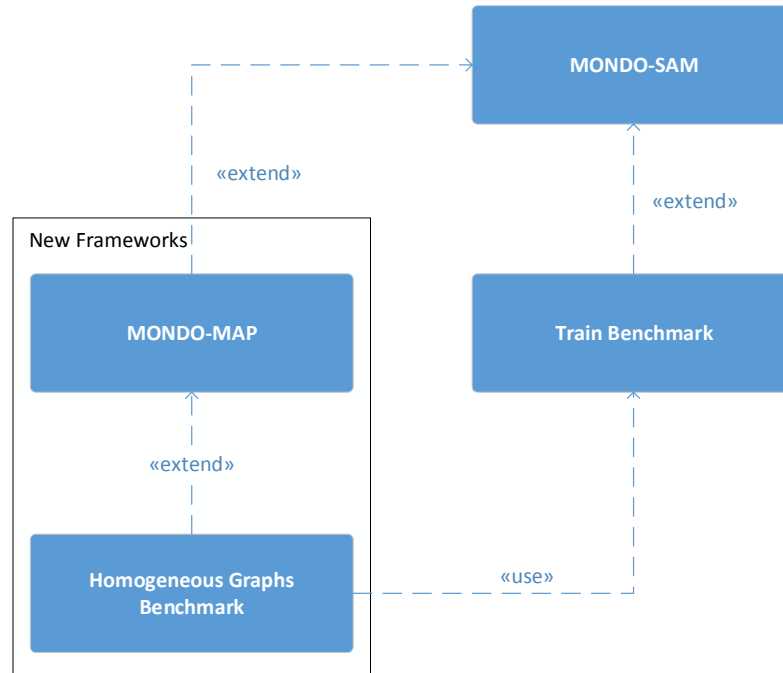 MONDO-SAM
«extend»
«extend»
New Frameworks
MONDO-MAP
Train Benchmark
«extend»
Homogeneous Graphs
Benchmark
«use»